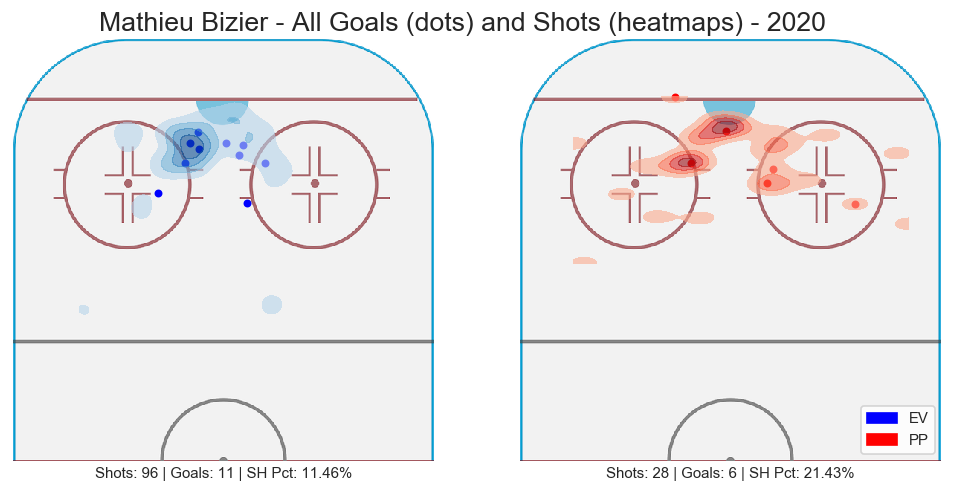 Mathieu Bizier - All Goals (dots) and Shots (heatmaps) - 2020
EV
PP
Shots: 96 | Goals: 11 | SH Pct: 11.46%
Shots: 28 | Goals: 6 | SH Pct: 21.43%